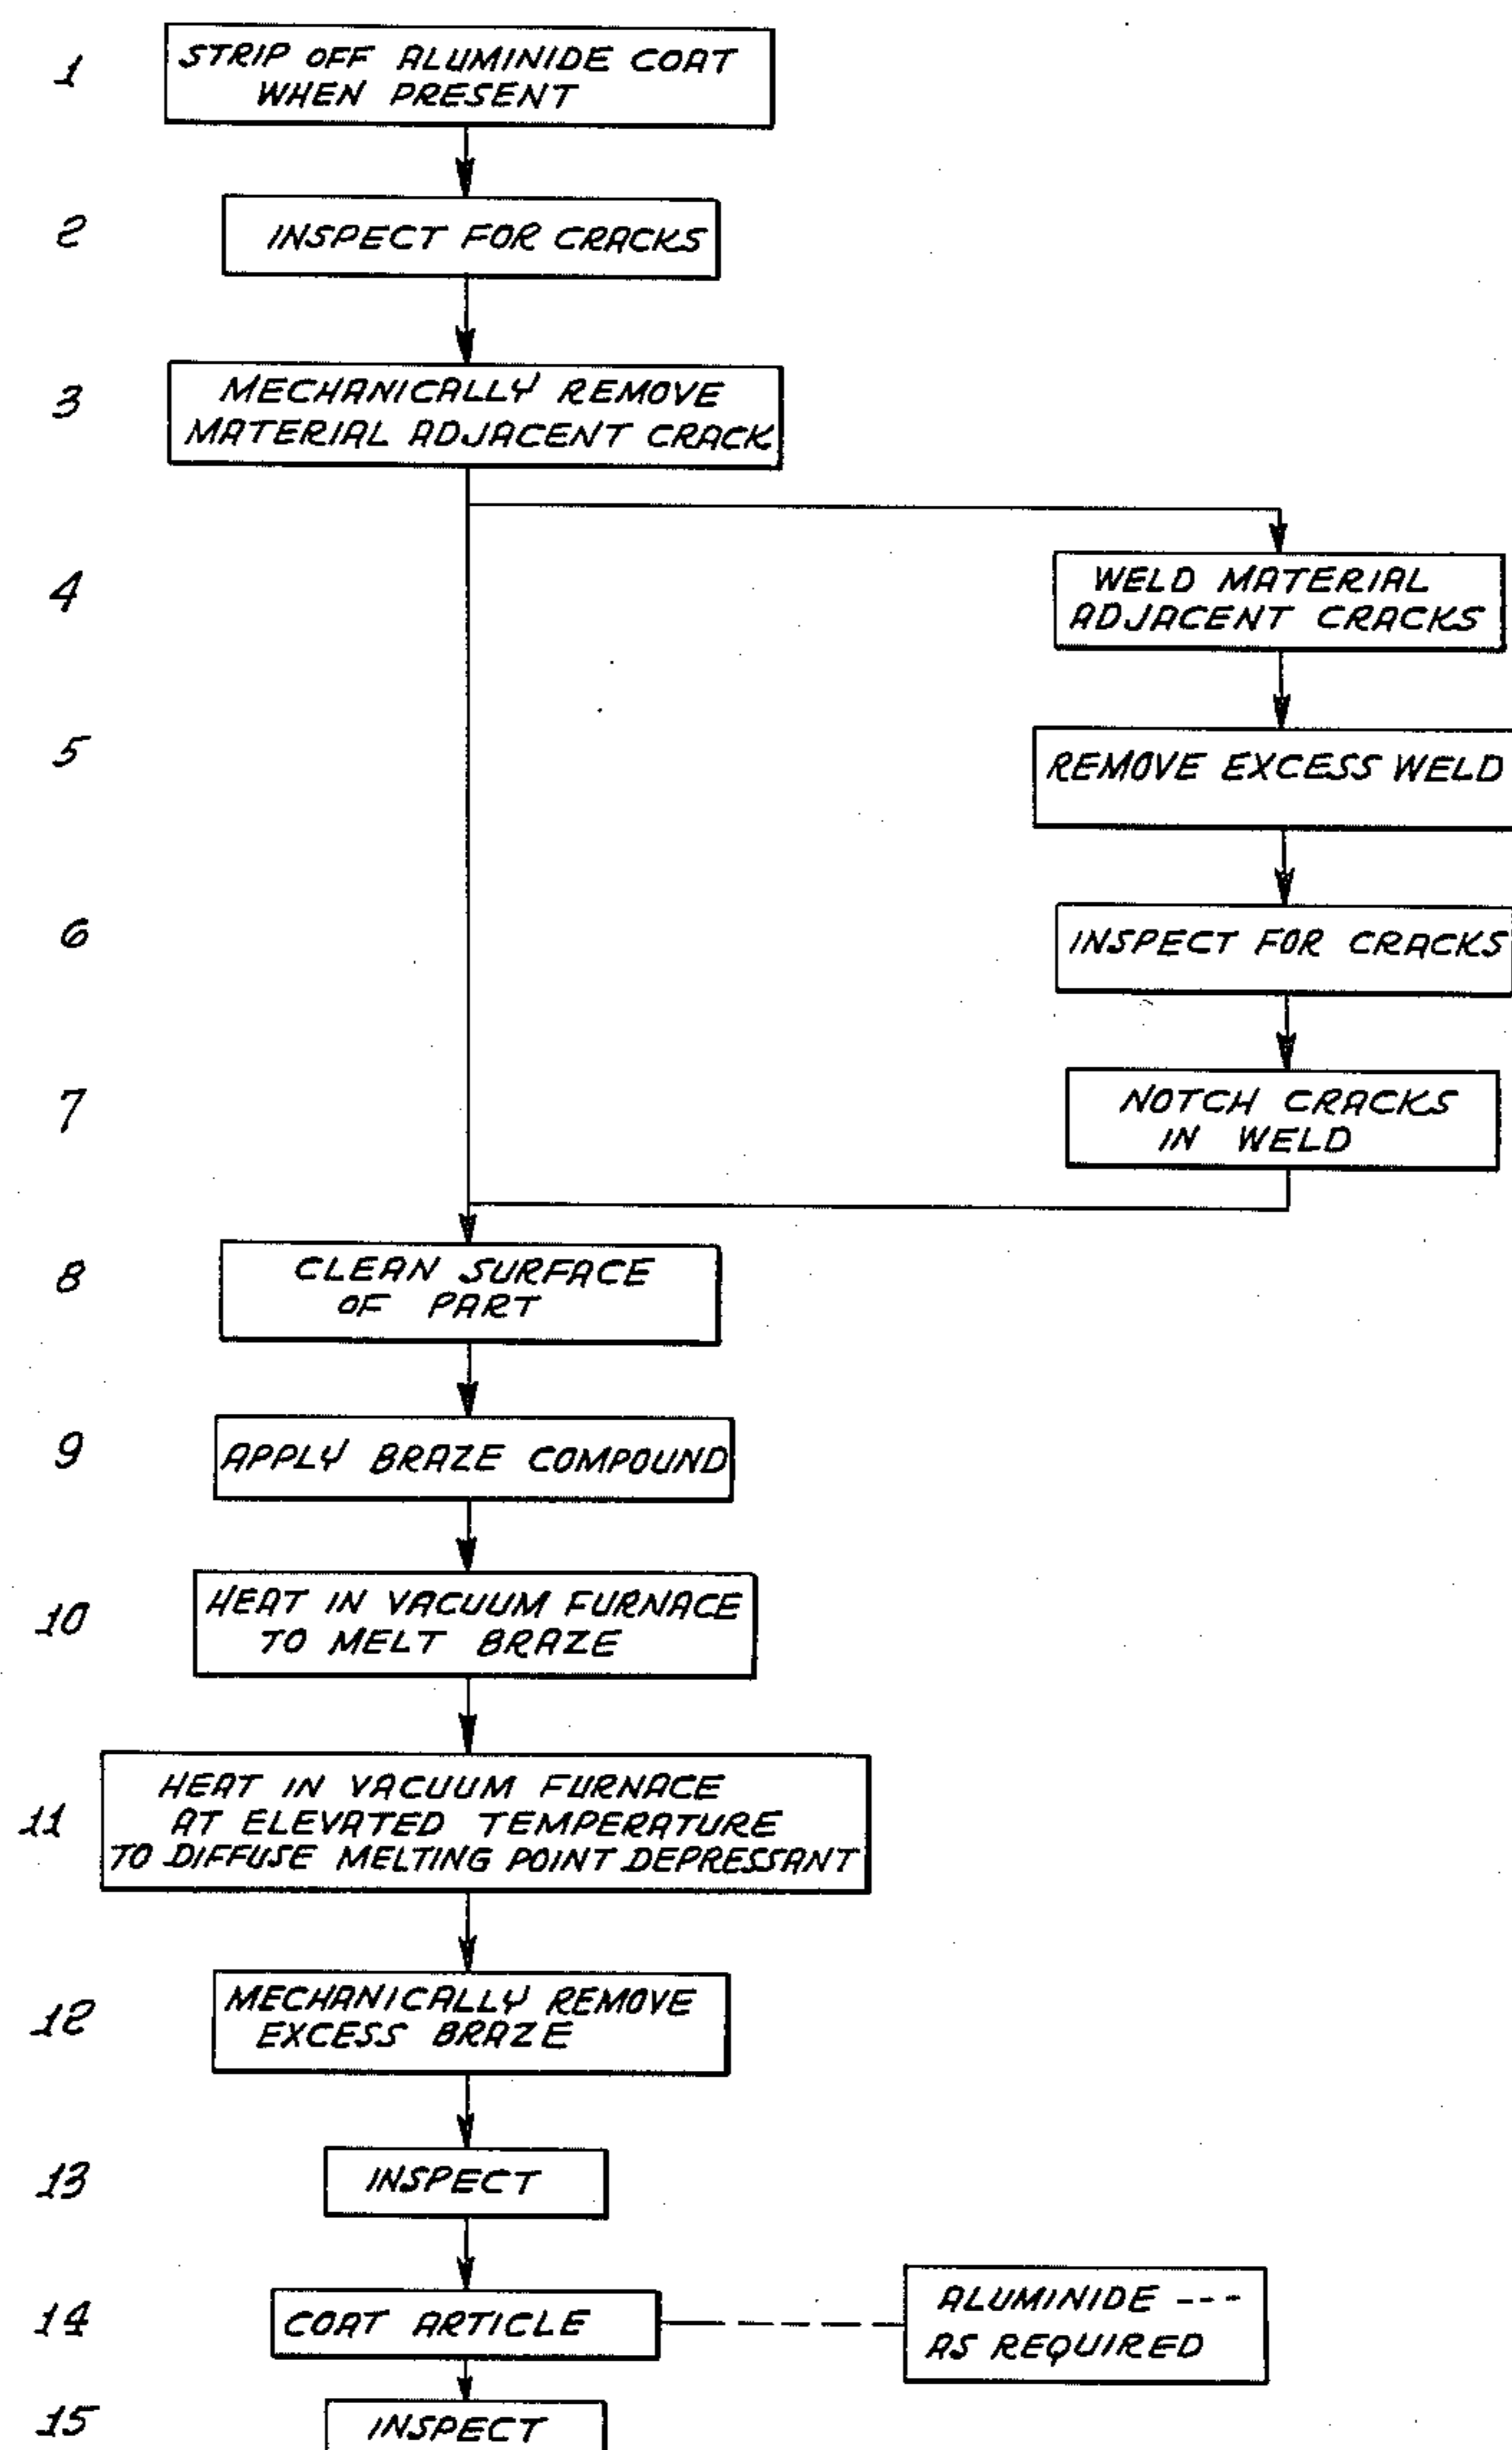 1
STRIP OFF ALUMINIDE COAT
WHEN PRESENT
2
INSPECT FOR CRACKS
3
MECHANICALLY REMOVE
MATERIAL ADJACENT CRACK
4
WELD MATERIAL
ADJACENT CRACKS
5
REMOVE EXCESS WELD
6
INSPECT FOR CRACKS
7
NOTCH CRACKS
IN WELD
8
CLEAN SURFACE
OF PART
9
APPLY BRAZE COMPOUND
10
HEAT IN VACUUM FURNACE
TO MELT BRAZE
11
HEAT IN VACUUM FURNACE
AT ELEVATED TEMPERATURE
TO DIFFUSE MELTING POINT DEPRESSANT
12
MECHANICALLY REMOVE
EXCESS BRAZE
13
INSPECT
14
COAT ARTICLE
ALUMINIDE ---
AS REQUIRED
15
INSPECT